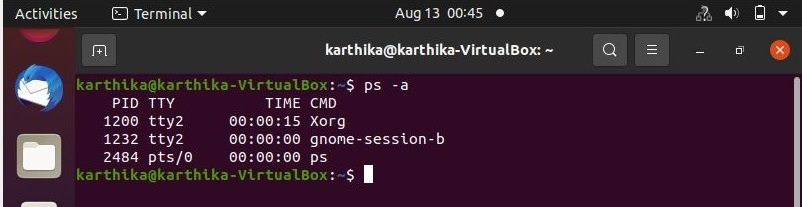 Activities Terminal Aug 13 00:45
karthika@karthika-VirtualBox: ~
karthika@karthika-VirtualBox:~$ ps -a
    PID TTY          TIME CMD
   1200 tty2     00:00:15 Xorg
   1232 tty2     00:00:00 gnome-session-b
   2484 pts/0    00:00:00 ps
karthika@karthika-VirtualBox:~$